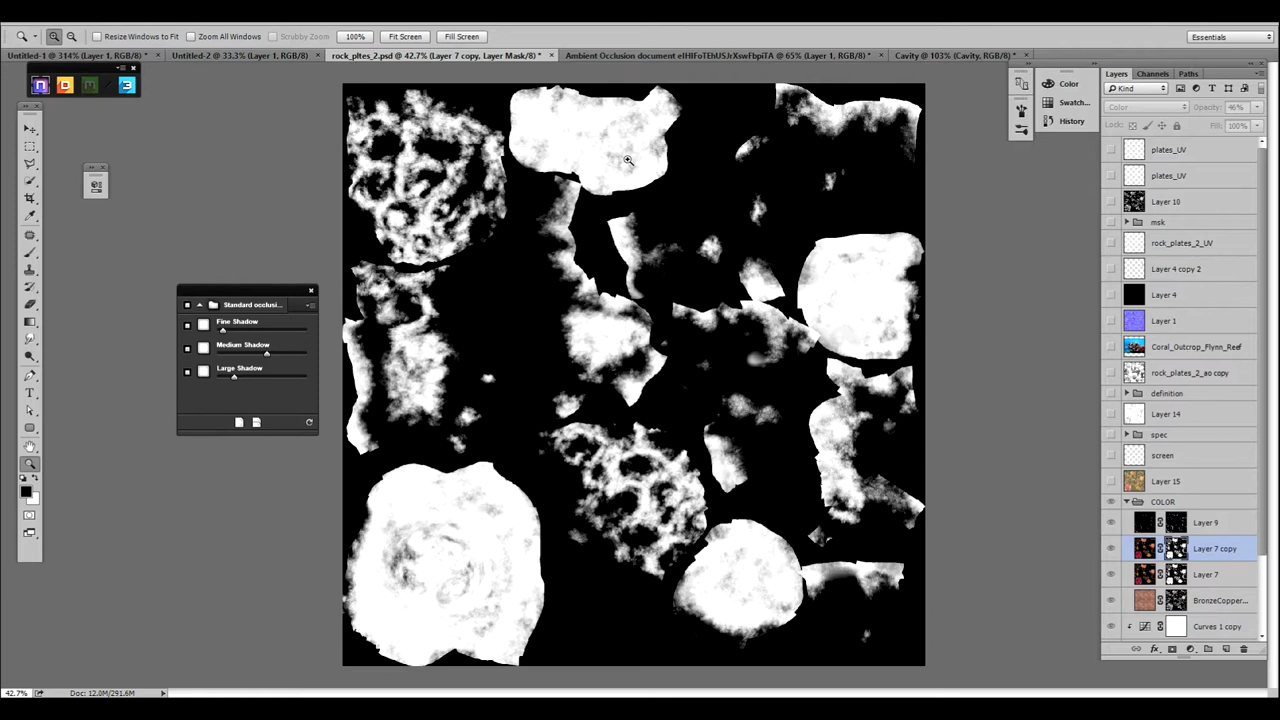 Resize Windows to Fit Zoom All Windows Scrubby Zoom 100% Fit Screen Fill Screen Essentials
Untitled-1 @ 314% (Layer 1, RGB/8) * × Untitled-2 @ 33.3% (Layer 1, RGB/8) × rock_pltes_2.psd @ 42.7% (Layer 7 copy, Layer Mask/8) * × Cavity @ 103% (Cavity, RGB/8) * ×
Layers Channels Paths
Color
Swatch...
History
Kind
Color Opacity: 46%
Lock: Fill: 100%
plates_UV
plates_UV
Layer 10
msk
rock_plates_2_UV
Layer 4 copy 2
Layer 4
Layer 1
Coral_Outcrop_Flynn_Reef
rock_plates_2_ao copy
definition
Layer 14
spec
screen
Layer 15
COLOR
Layer 9
Layer 7 copy
Layer 7
BronzeCopper...
Curves 1 copy
Standard occlusi...
Fine Shadow
Medium Shadow
Large Shadow
42.7% Doc: 12.0M/291.6M